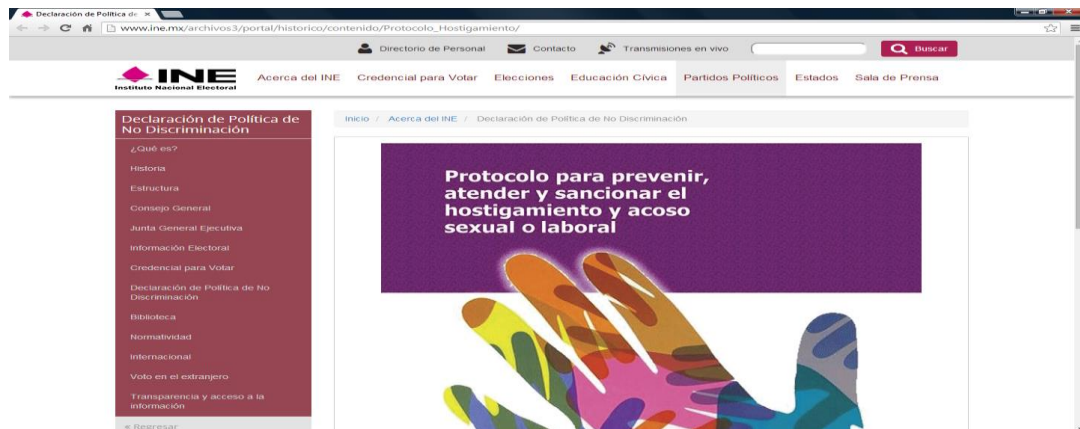 Declaración de Política de
www.ine.mx/archivos3/portal/historico/contenido/Protocolo_Hostigamiento/
Directorio de Personal Contacto Transmisiones en vivo Buscar
INE
Instituto Nacional Electoral
Acerca del INE Credencial para Votar Elecciones Educación Cívica Partidos Políticos Estados Sala de Prensa
Declaración de Política de
No Discriminación
Inicio / Acerca del INE / Declaración de Política de No Discriminación
¿Qué es?
Historia
Estructura
Consejo General
Junta General Ejecutiva
Información Electoral
Credencial para Votar
Declaración de Política de No
Discriminación
Biblioteca
Normatividad
Internacional
Voto en el extranjero
Transparencia y acceso a la
información
« Regresar
Protocolo para prevenir,
atender y sancionar el
hostigamiento y acoso
sexual o laboral